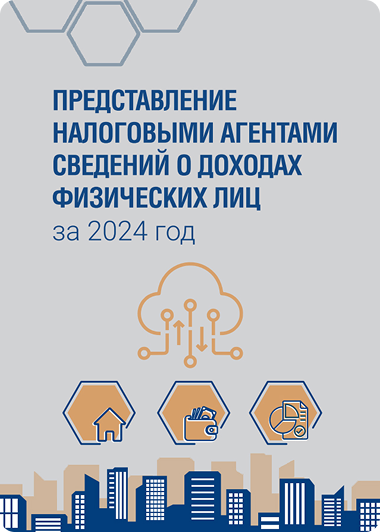 ПРЕДСТАВЛЕНИЕ
НАЛОГОВЫМИ АГЕНТАМИ
СВЕДЕНИЙ О ДОХОДАХ
ФИЗИЧЕСКИХ ЛИЦ
за 2024 год